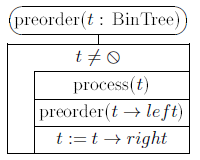 preorder(t : BinTree)
t ≠ ⦸
process(t)
preorder(t → left)
t := t → right